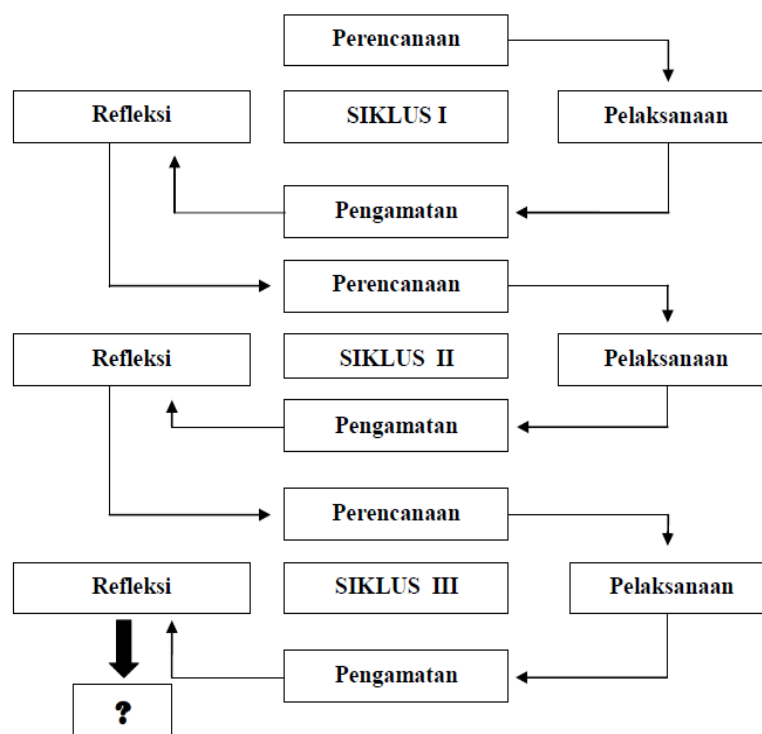 Perencanaan
Refleksi
SIKLUS I
Pelaksanaan
Pengamatan
Perencanaan
Refleksi
SIKLUS II
Pelaksanaan
Pengamatan
Perencanaan
Refleksi
SIKLUS III
Pelaksanaan
Pengamatan
?